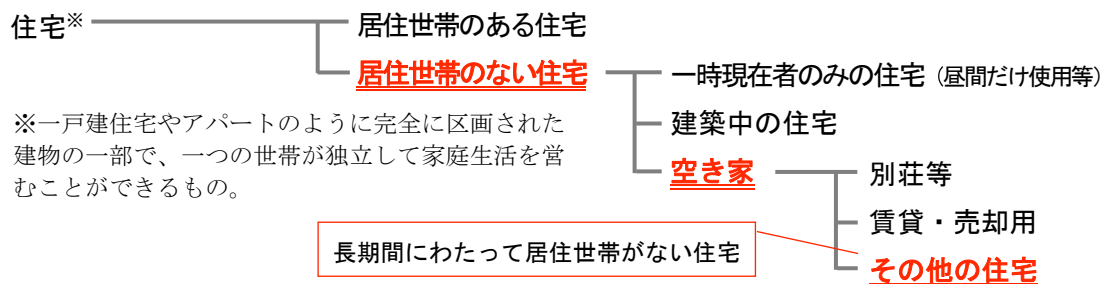 住宅※
居住世帯のある住宅
居住世帯のない住宅
一時現在者のみの住宅（昼間だけ使用等）
※一戸建住宅やアパートのように完全に区画された
建物の一部で、一つの世帯が独立して家庭生活を営
むことができるもの。
建築中の住宅
空き家
別荘等
賃貸・売却用
長期間にわたって居住世帯がない住宅
その他の住宅